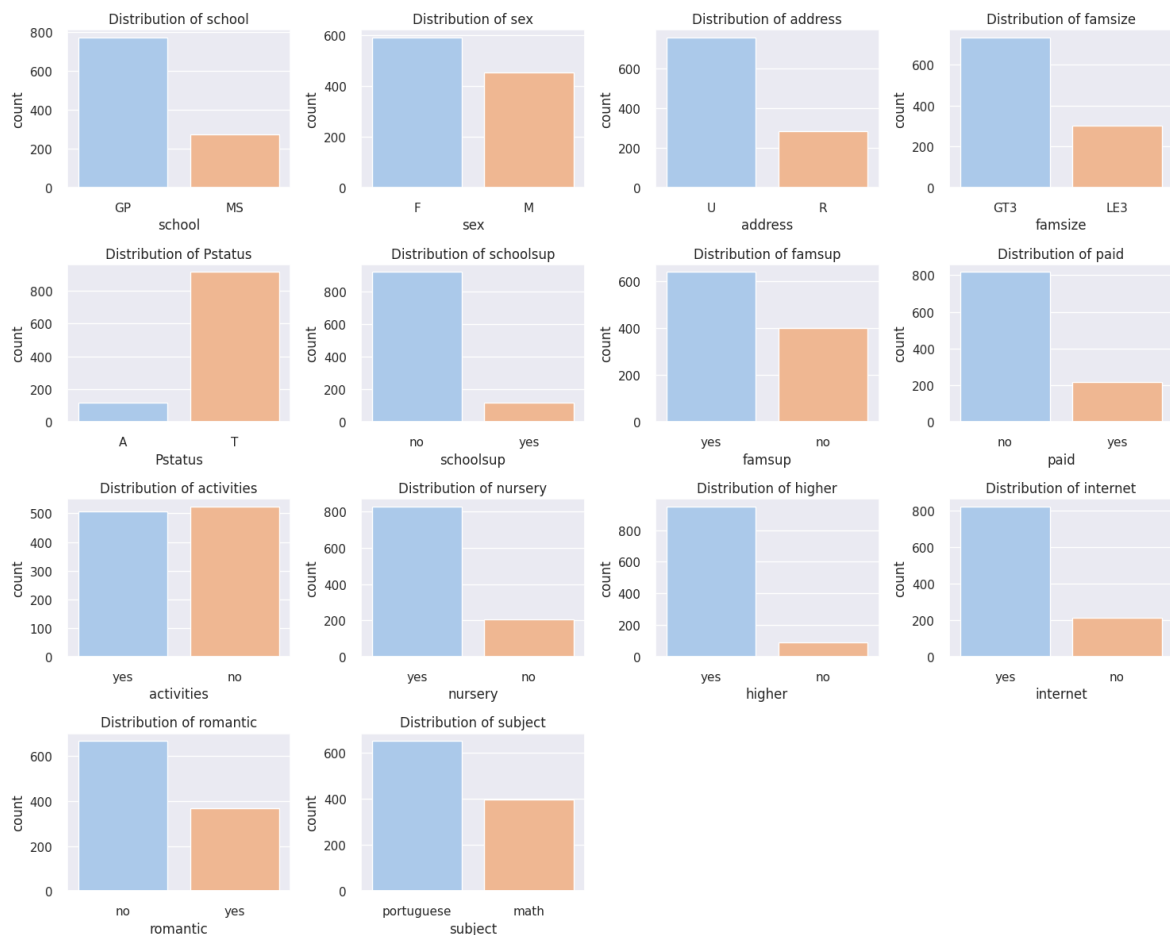 Distribution of school
800
600
400
200
0
count
GP MS
school
Distribution of sex
600
400
200
0
count
F M
sex
Distribution of address
600
400
200
0
count
U R
address
Distribution of famsize
600
400
200
0
count
GT3 LE3
famsize
Distribution of Pstatus
800
600
400
200
0
count
A T
Pstatus
Distribution of schoolsup
800
600
400
200
0
count
no yes
schoolsup
Distribution of famsup
600
400
200
0
count
yes no
famsup
Distribution of paid
800
600
400
200
0
count
no yes
paid
Distribution of activities
500
400
300
200
100
0
count
yes no
activities
Distribution of nursery
800
600
400
200
0
count
yes no
nursery
Distribution of higher
800
600
400
200
0
count
yes no
higher
Distribution of internet
800
600
400
200
0
count
yes no
internet
Distribution of romantic
600
400
200
0
count
no yes
romantic
Distribution of subject
600
400
200
0
count
portuguese math
subject